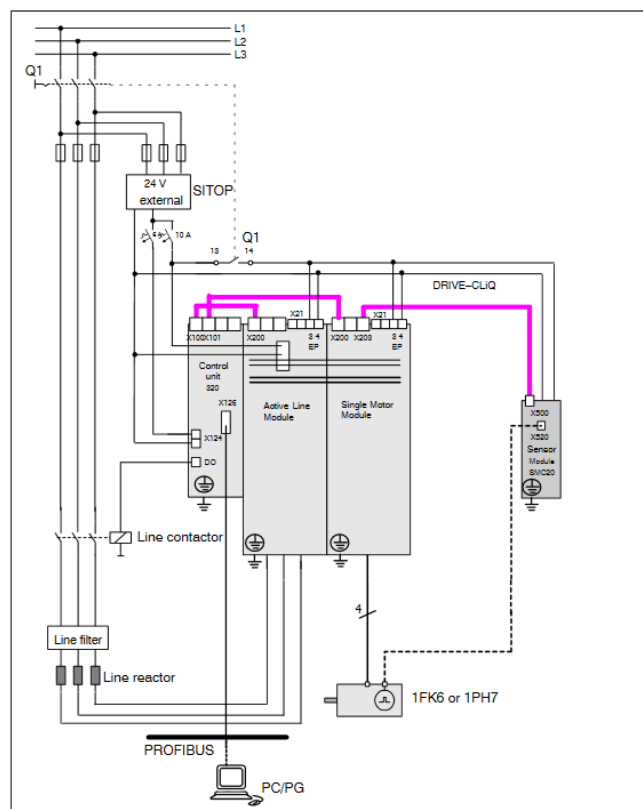 L1
L2
L3
Q1
24 V
external
SITOP
10 A
13
14
Q1
DRIVE-CLiQ
X100X101
X200
X21
3 4
EP
X200
X203
X21
3 4
EP
Control
unit
320
X126
Active Line
Module
Single Motor
Module
X500
X520
Sensor
Module
SMC20
X124
DO
Line contactor
4
Line filter
Line reactor
1FK6 or 1PH7
PROFIBUS
PC/PG